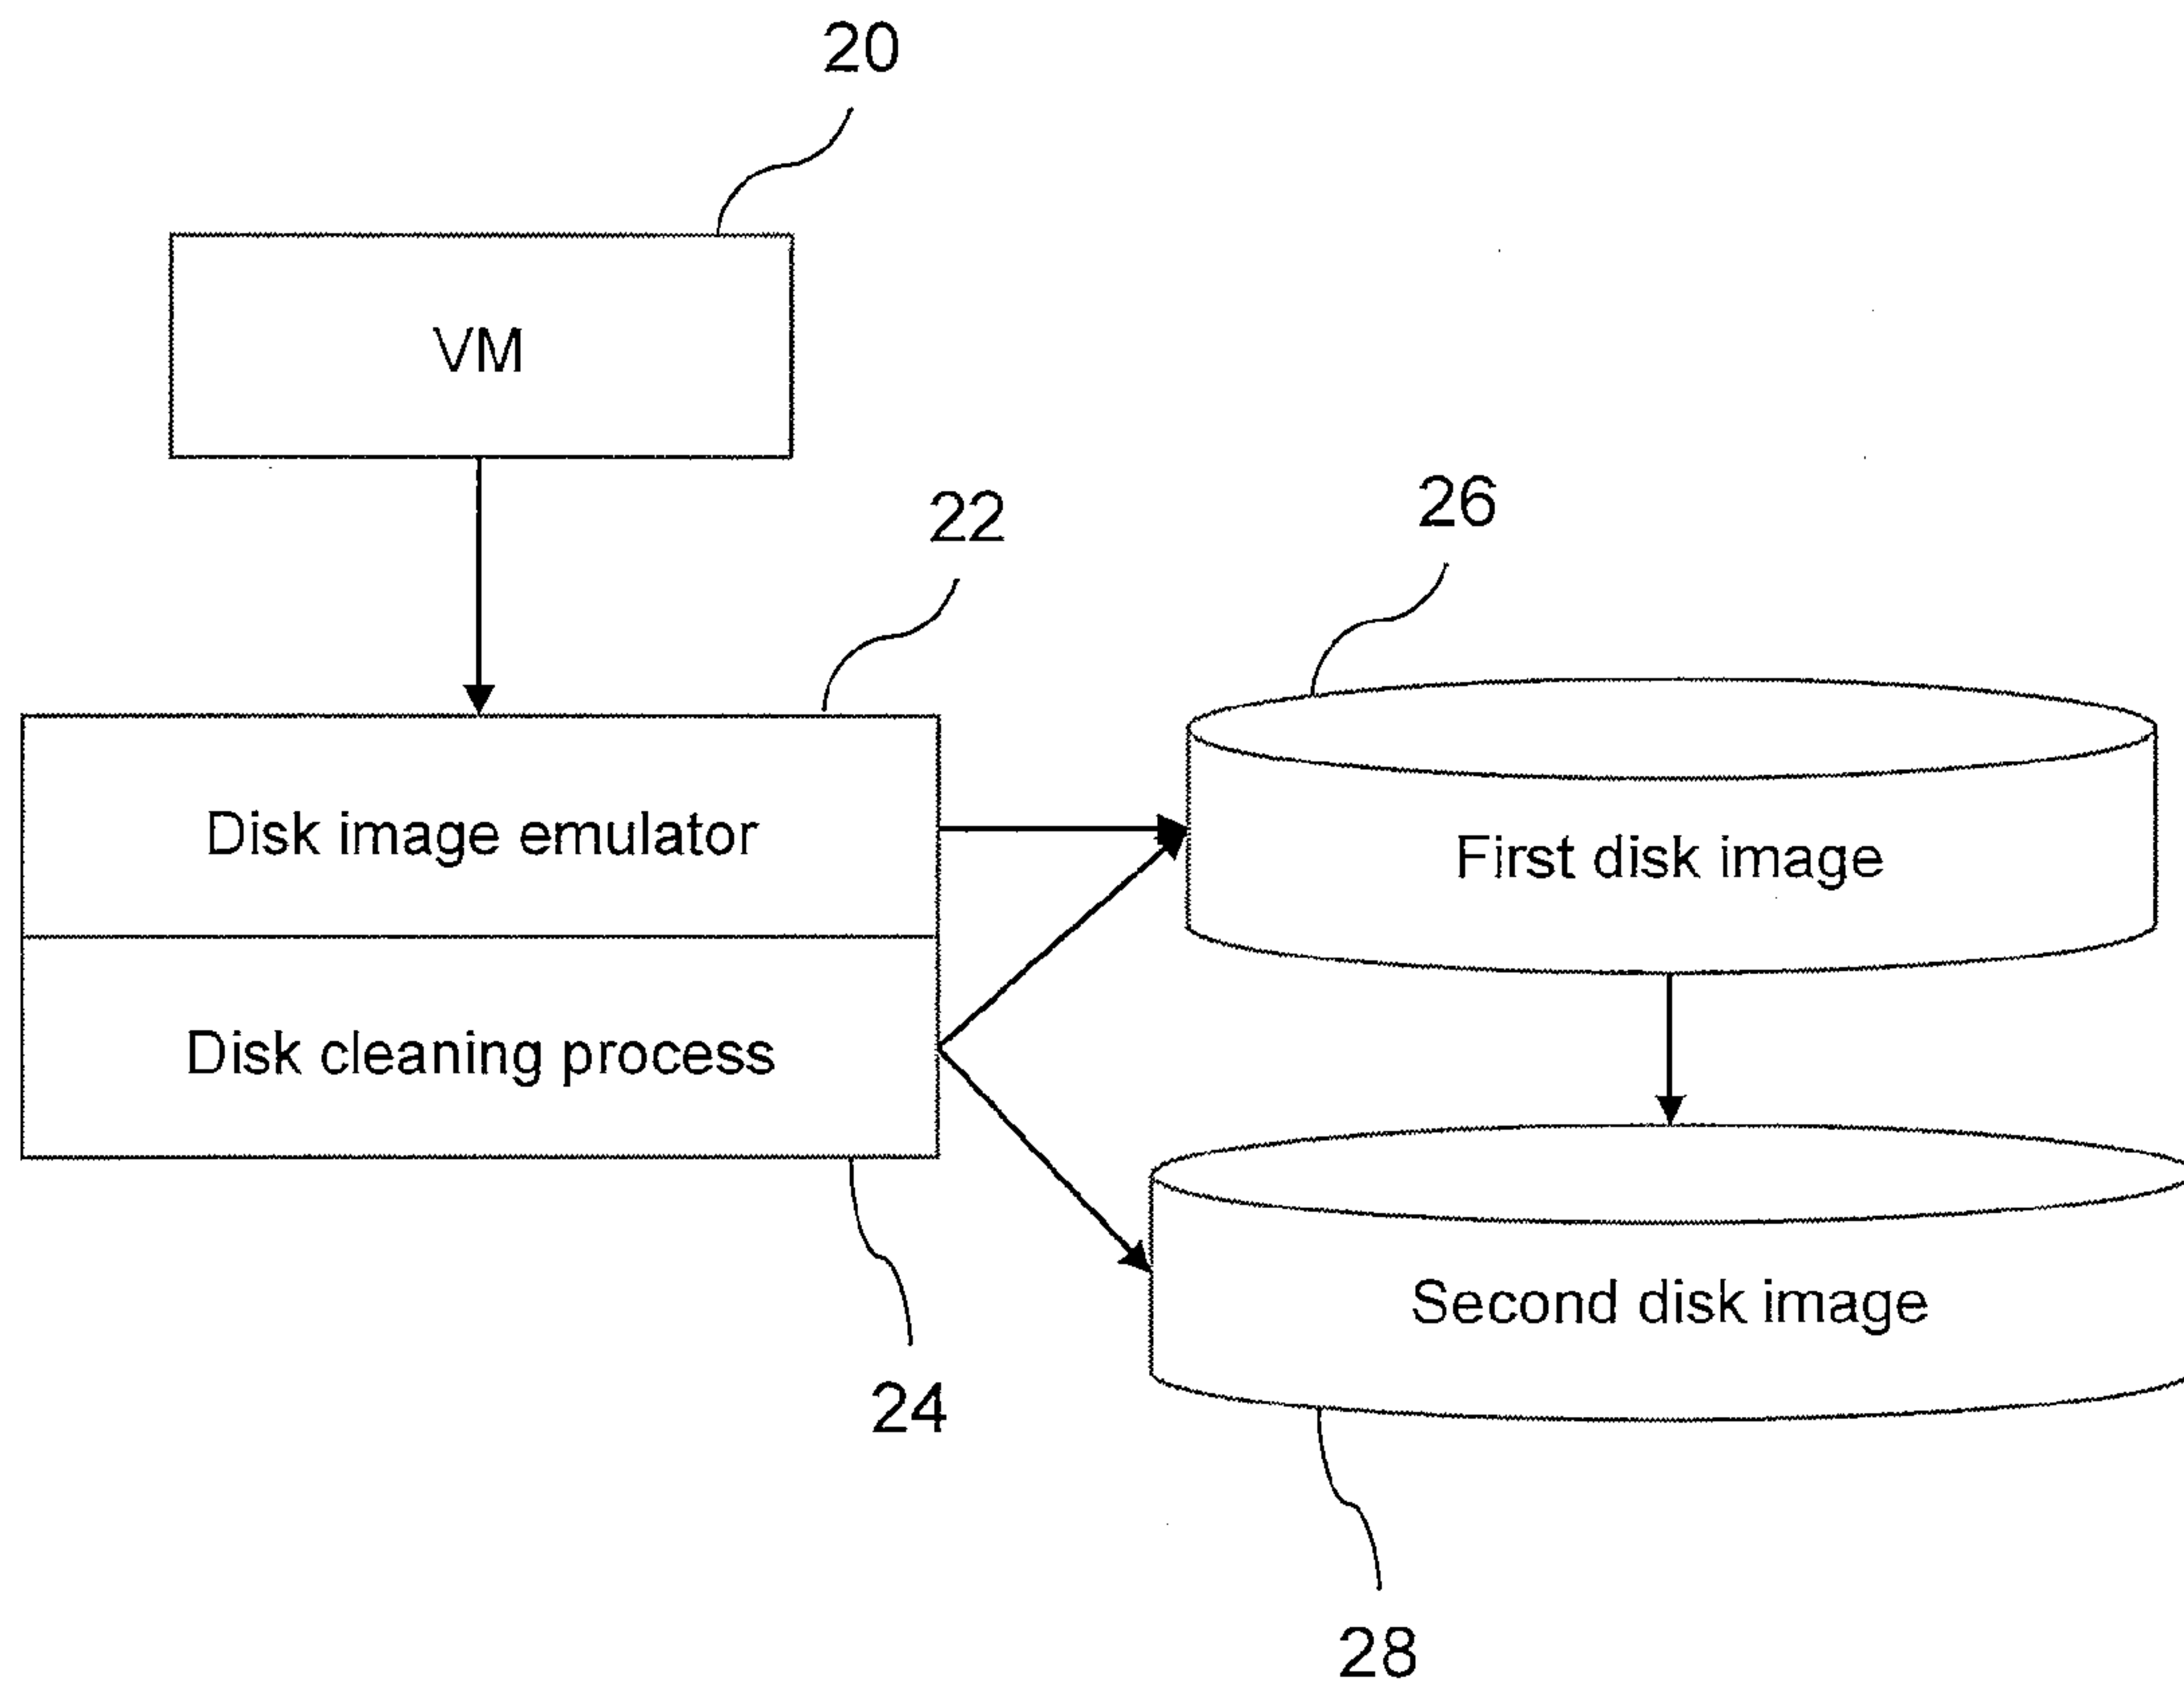 20
VM
22
26
Disk image emulator
First disk image
Disk cleaning process
Second disk image
24
28